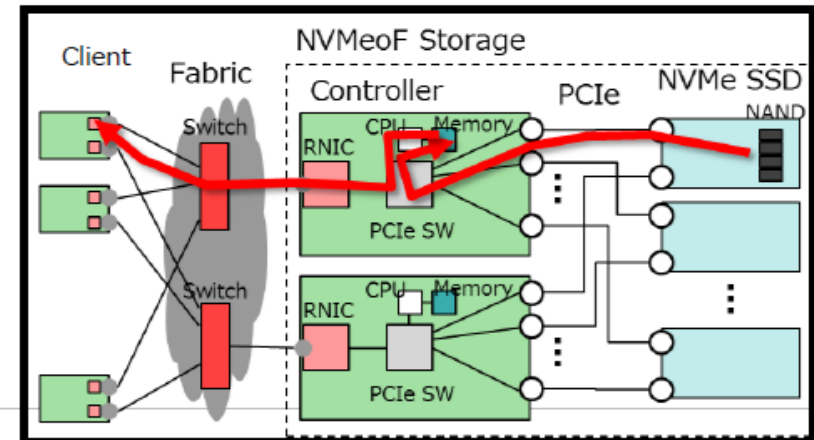 NVMeoF Storage
Client
Fabric
Controller
PCIe
NVMe SSD
NAND
Switch
CPU
Memory
RNIC
PCIe SW
Switch
CPU
Memory
RNIC
PCIe SW